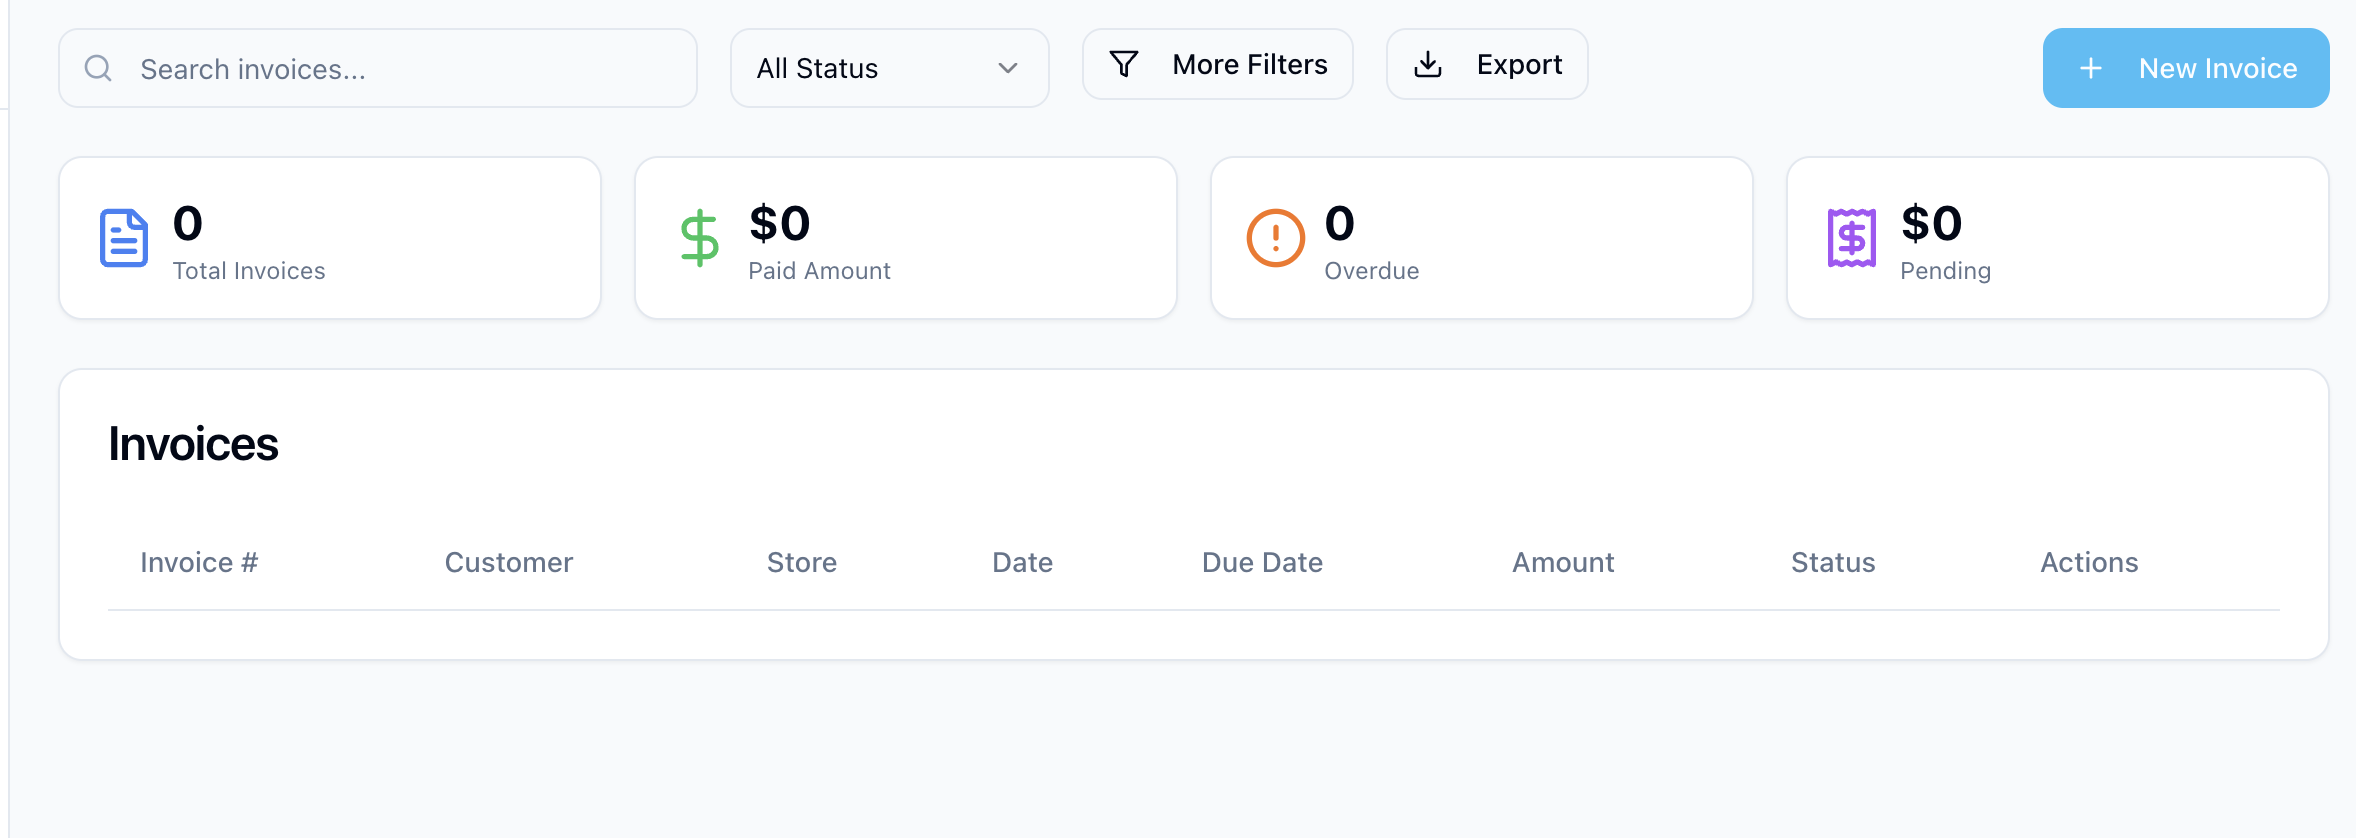 Search invoices...
All Status
More Filters
Export
New Invoice
0
Total Invoices
$0
Paid Amount
0
Overdue
$0
Pending
Invoices
Invoice # Customer Store Date Due Date Amount Status Actions